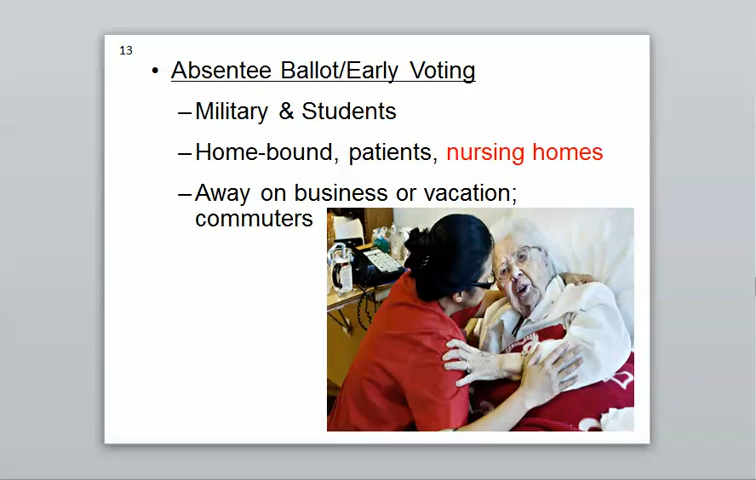 13
• Absentee Ballot/Early Voting
– Military & Students
– Home-bound, patients, nursing homes
– Away on business or vacation;
commuters